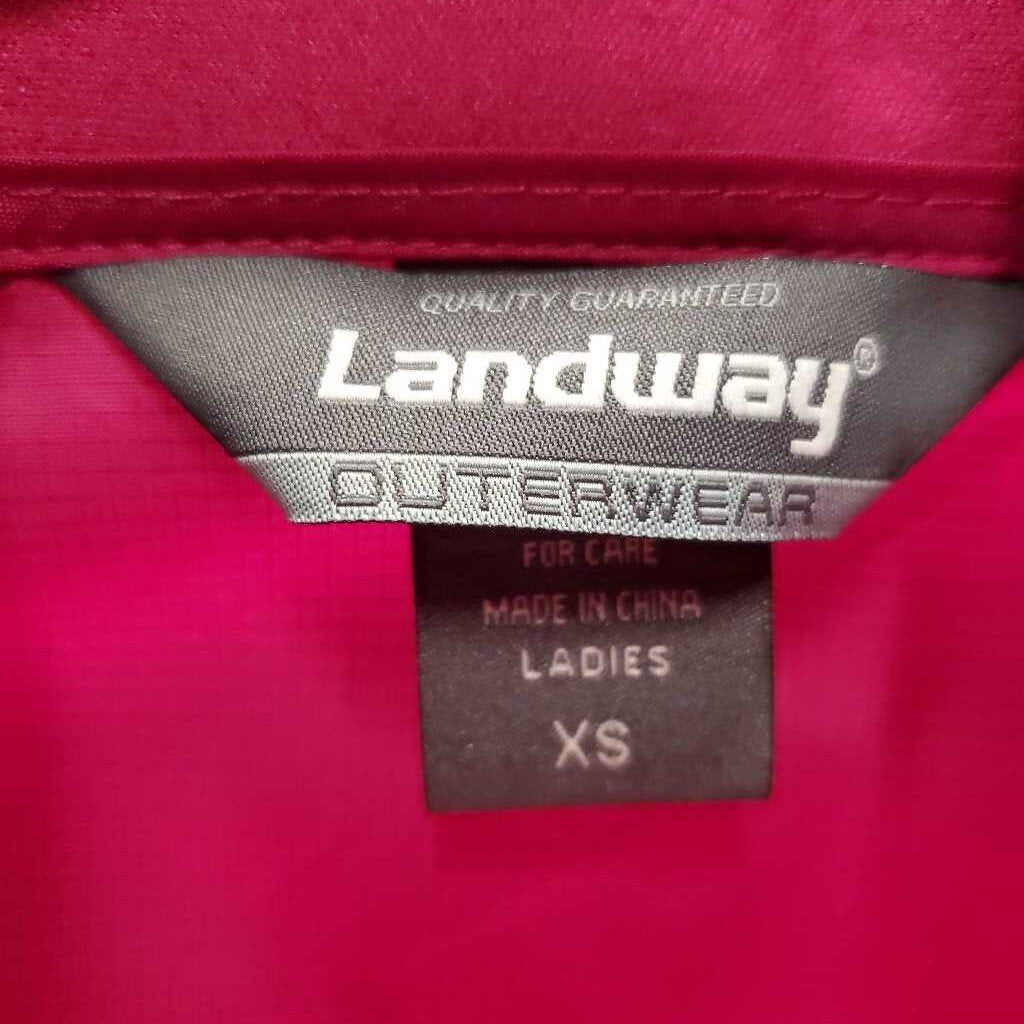 QUALITY GUARANTEED
Landway®
OUTERWEAR
FOR CARE
MADE IN CHINA
LADIES
XS